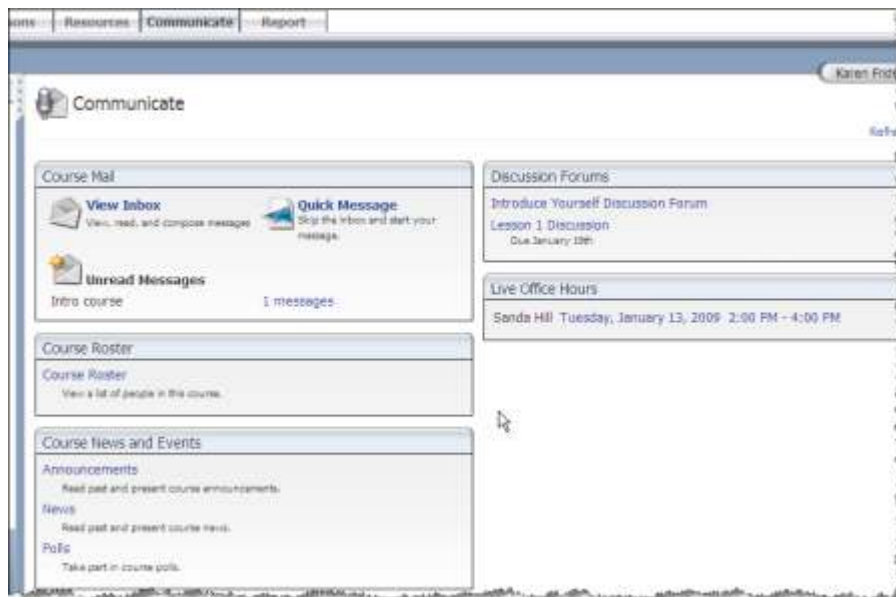 ons Resources Communicate Report
Karen Frids
Communicate
Refre
Course Mail
View Inbox
View, read, and compose messages
Quick Message
Skip the inbox and start your
message.
Unread Messages
Intro course 1 messages
Course Roster
Course Roster
View a list of people in this course.
Course News and Events
Announcements
Read past and present course announcements.
News
Read past and present course news.
Polls
Take part in course polls.
Discussion Forums
Introduce Yourself Discussion Forum
Lesson 1 Discussion
Due January
Live Office Hours
Sanda Hill Tuesday, January 13, 2009 2:00 PM - 4:00 PM